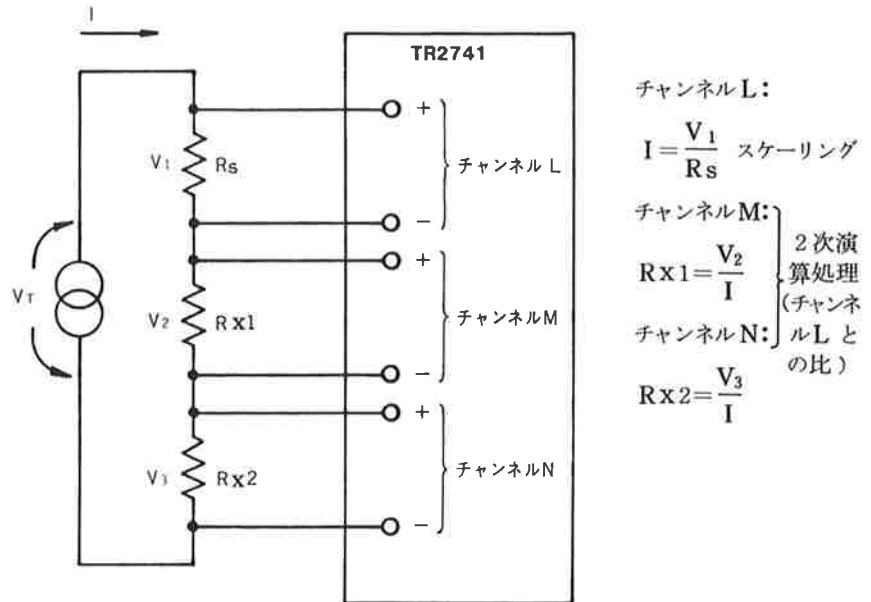 I
TR2741
V₁ Rs
+
チャンネル L
−
VT
V₂ Rx1
+
チャンネルM
−
V₃ Rx2
+
チャンネルN
−
チャンネルL:
I=V₁/Rs スケーリング
チャンネルM:
Rx1=V₂/I
チャンネルN:
Rx2=V₃/I
2次演
算処理
(チャンネ
ルLと
の比)